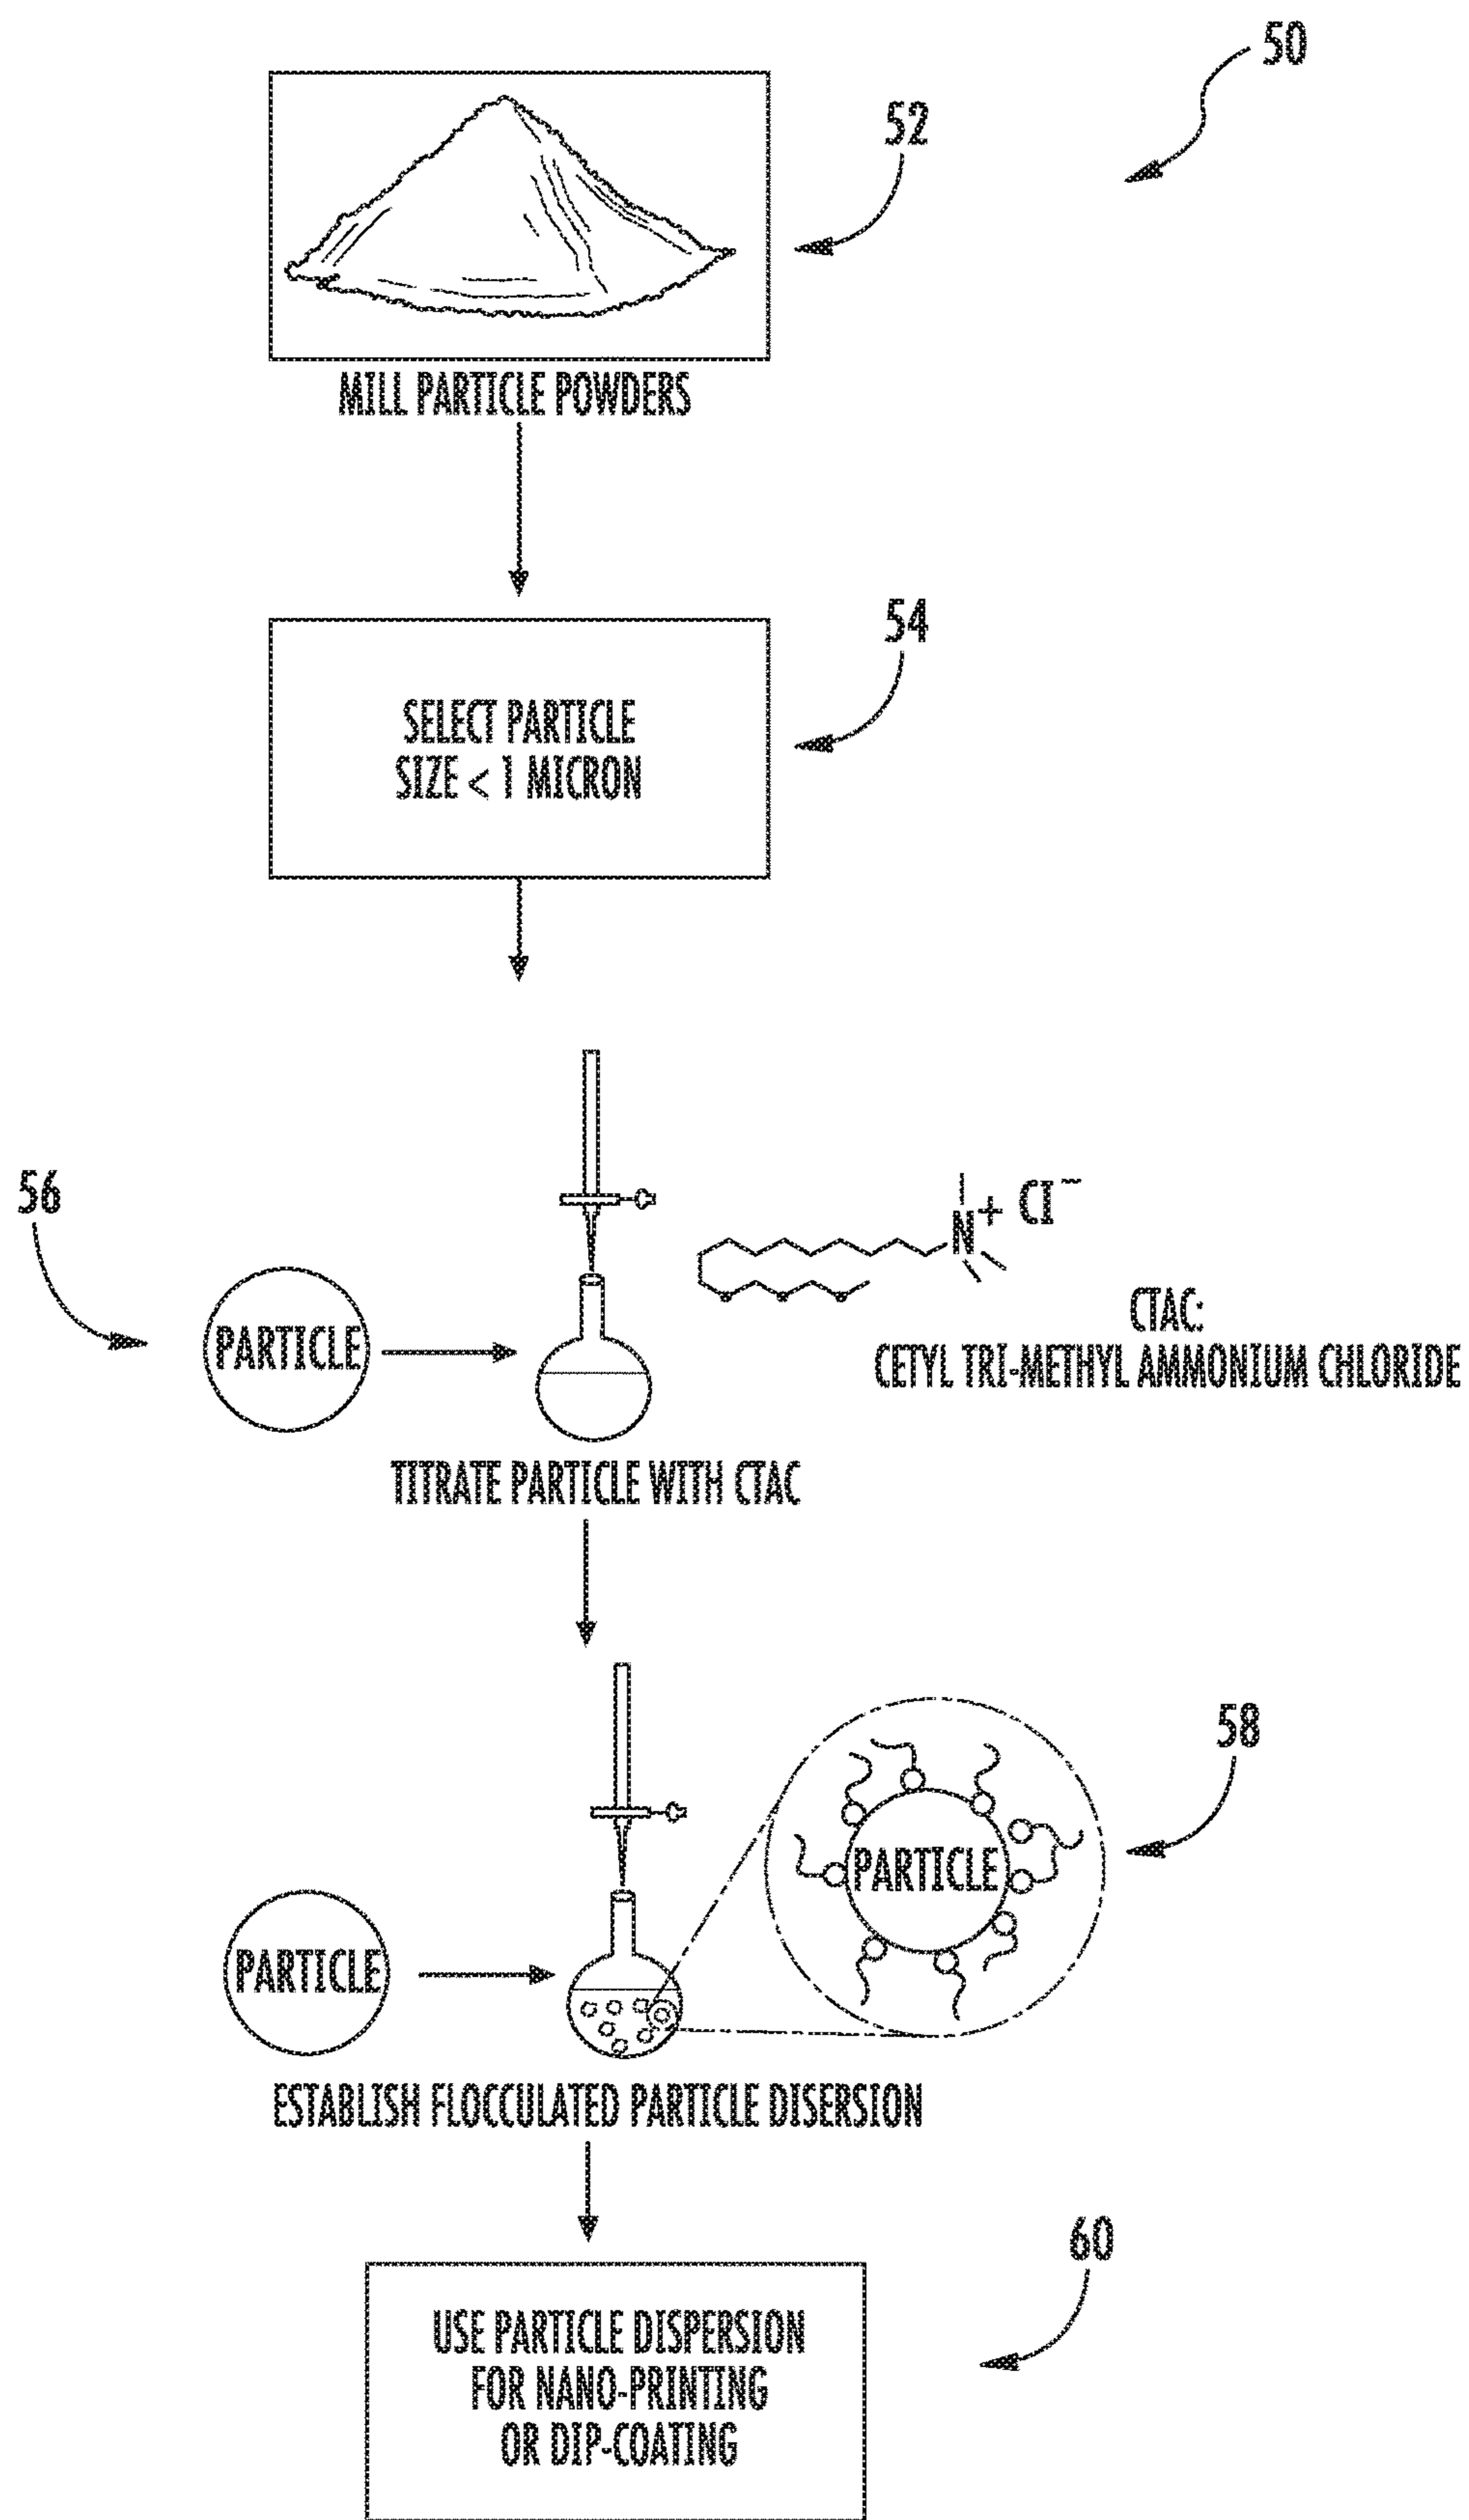 50
52
MILL PARTICLE POWDERS
54
SELECT PARTICLE
SIZE < 1 MICRON
56
PARTICLE
N
+ Cl⁻
CTAC:
CETYL TRI-METHYL AMMONIUM CHLORIDE
TITRATE PARTICLE WITH CTAC
58
PARTICLE
PARTICLE
ESTABLISH FLOCCULATED PARTICLE DISERSION
60
USE PARTICLE DISPERSION
FOR NANO-PRINTING
OR DIP-COATING